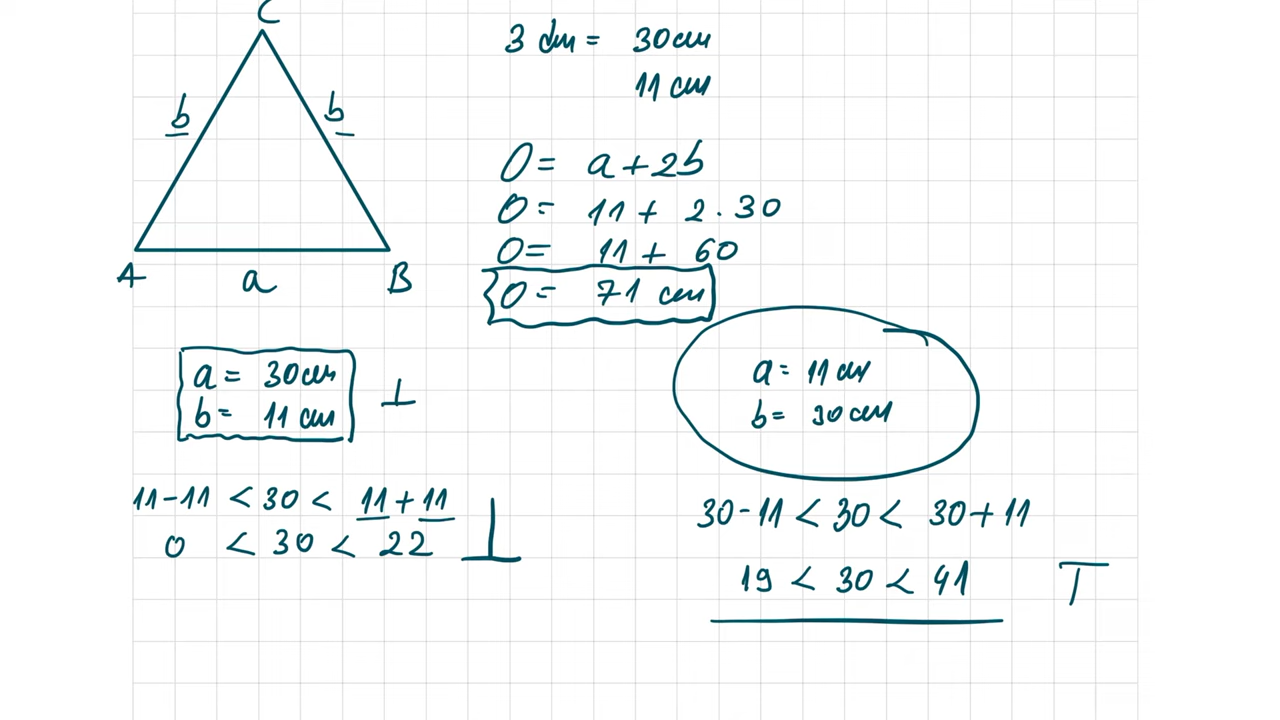 C
b
b
A
a
B
3 dm = 30 cm
11 cm
O = a + 2b
O = 11 + 2 · 30
O = 11 + 60
O = 71 cm
a = 30 cm
b = 11 cm
⊥
11 - 11 < 30 < 11 + 11
0 < 30 < 22
⊥
a = 11 cm
b = 30 cm
30 - 11 < 30 < 30 + 11
19 < 30 < 41
T